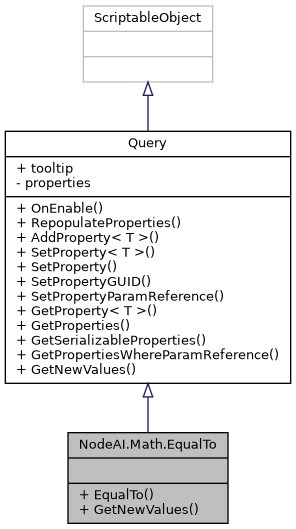 ScriptableObject
Query
+ tooltip
- properties
+ OnEnable()
+ RepopulateProperties()
+ AddProperty< T >()
+ SetProperty< T >()
+ SetProperty()
+ SetPropertyGUID()
+ SetPropertyParamReference()
+ GetProperty< T >()
+ GetProperties()
+ GetSerializableProperties()
+ GetPropertiesWhereParamReference()
+ GetNewValues()
NodeAI.Math.EqualTo
+ EqualTo()
+ GetNewValues()